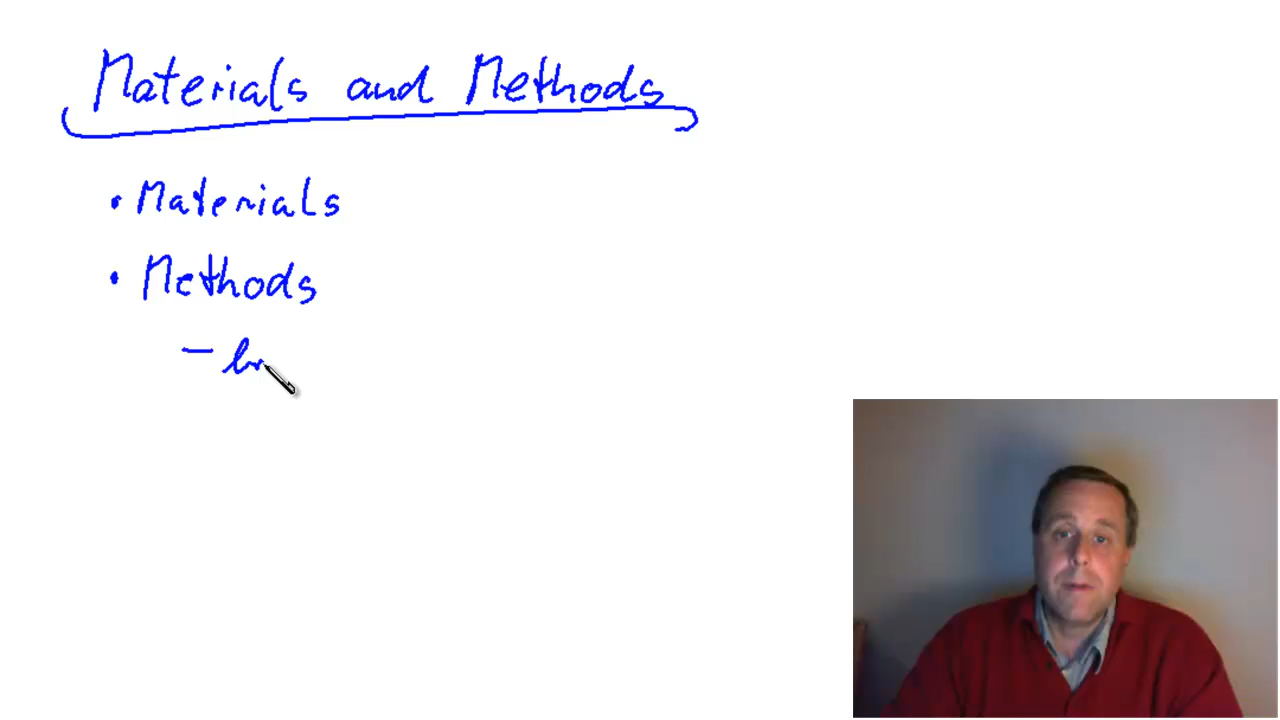 Materials and Methods
• Materials
• Methods
–